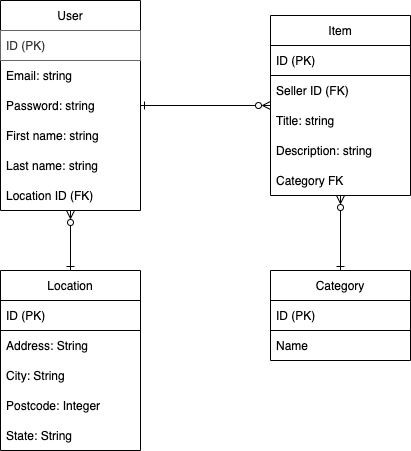 User
ID (PK)
Email: string
Password: string
First name: string
Last name: string
Location ID (FK)
Item
ID (PK)
Seller ID (FK)
Title: string
Description: string
Category FK
Location
ID (PK)
Address: String
City: String
Postcode: Integer
State: String
Category
ID (PK)
Name